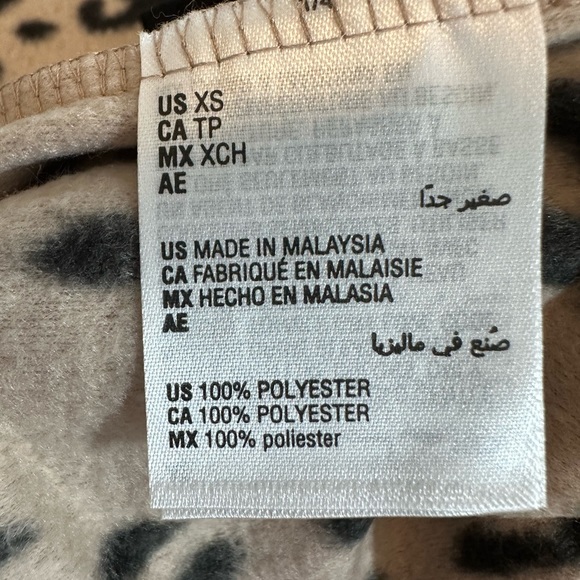 US XS
CA TP
MX XCH
AE
صغير جدًا
US MADE IN MALAYSIA
CA FABRIQUÉ EN MALAISIE
MX HECHO EN MALASIA
AE
صُنع في ماليزيا
US 100% POLYESTER
CA 100% POLYESTER
MX 100% poliester